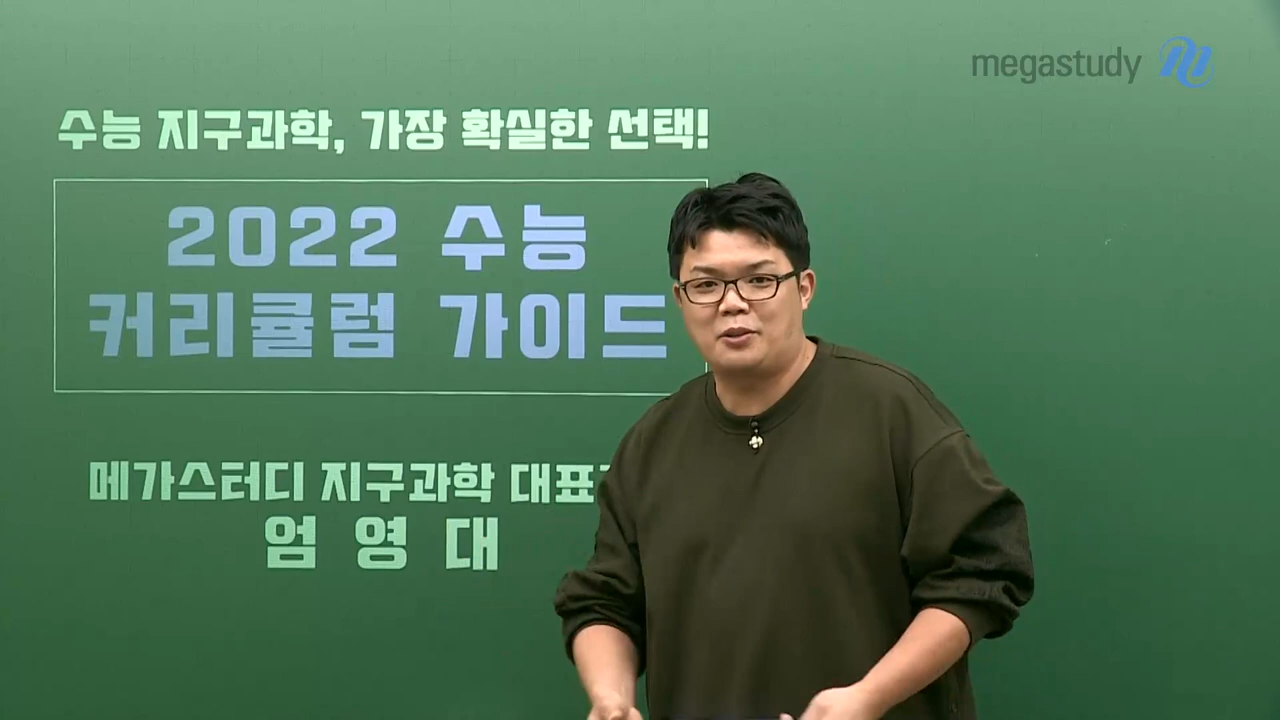 megastudy
수능 지구과학, 가장 확실한 선택!
2022 수능
커리큘럼 가이드
메가스터디 지구과학 대표
엄영대